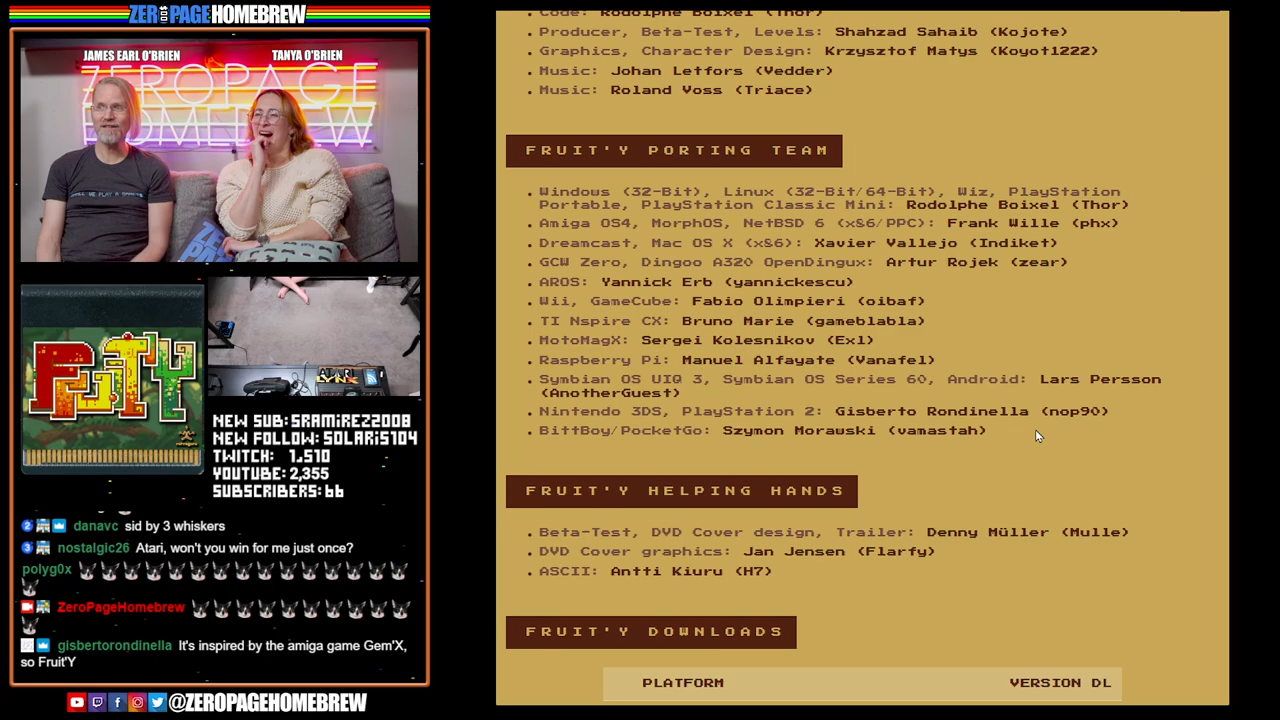 ZERO PAGE HOMEBREW
JAMES EARL O'BRIEN
TANYA O'BRIEN
ZEROPAGE
HOMEBREW
FRUITY
ATARI
LYNX
NEW SUB: SRAMIREZ2008
NEW FOLLOW: SOLARIS104
TWITCH: 1,510
YOUTUBE: 2,355
SUBSCRIBERS: 66
danavc sid by 3 whiskers
nostalgic26 Atari, won't you win for me just once?
polyg0x
ZeroPageHomebrew
gisbertorondinella It's inspired by the amiga game Gem'X,
so Fruit'Y
@ZEROPAGEHOMEBREW
Code: Rodolphe Boixel (Thor)
Producer, Beta-Test, Levels: Shahzad Sahaib (Kojote)
Graphics, Character Design: Krzysztof Matys (Koyot1222)
Music: Johan Letfors (Vedder)
Music: Roland Voss (Triace)
FRUIT'Y PORTING TEAM
Windows (32-Bit), Linux (32-Bit/64-Bit), Wiz, PlayStation
Portable, PlayStation Classic Mini: Rodolphe Boixel (Thor)
Amiga OS4, MorphOS, NetBSD 6 (x86/PPC): Frank Wille (phx)
Dreamcast, Mac OS X (x86): Xavier Vallejo (Indiket)
GCW Zero, Dingoo A320 OpenDingux: Artur Rojek (zear)
AROS: Yannick Erb (yannickescu)
Wii, GameCube: Fabio Olimpieri (oibaf)
TI Nspire CX: Bruno Marie (gameblabla)
MotoMagX: Sergei Kolesnikov (Exl)
Raspberry Pi: Manuel Alfayate (Vanafel)
Symbian OS UIQ 3, Symbian OS Series 60, Android: Lars Persson
(AnotherGuest)
Nintendo 3DS, PlayStation 2: Gisberto Rondinella (nop90)
BittBoy/PocketGo: Szymon Morawski (vamastah)
FRUIT'Y HELPING HANDS
Beta-Test, DVD Cover design, Trailer: Denny Müller (Mulle)
DVD Cover graphics: Jan Jensen (Flarfy)
ASCII: Antti Kiuru (H7)
FRUIT'Y DOWNLOADS
PLATFORM VERSION DL